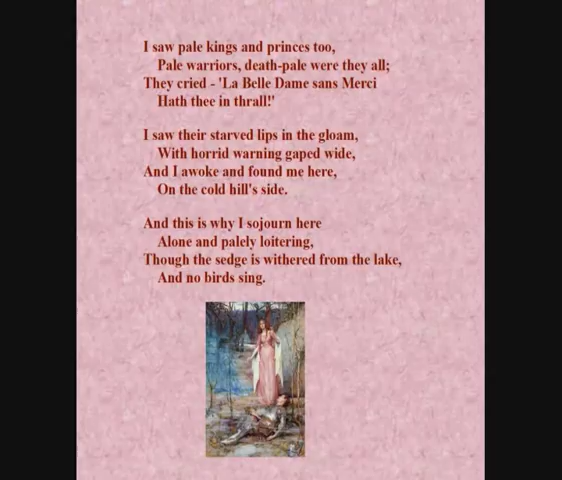 I saw pale kings and princes too,
Pale warriors, death-pale were they all;
They cried - 'La Belle Dame sans Merci
Hath thee in thrall!'
I saw their starved lips in the gloam,
With horrid warning gaped wide,
And I awoke and found me here,
On the cold hill's side.
And this is why I sojourn here
Alone and palely loitering,
Though the sedge is withered from the lake,
And no birds sing.